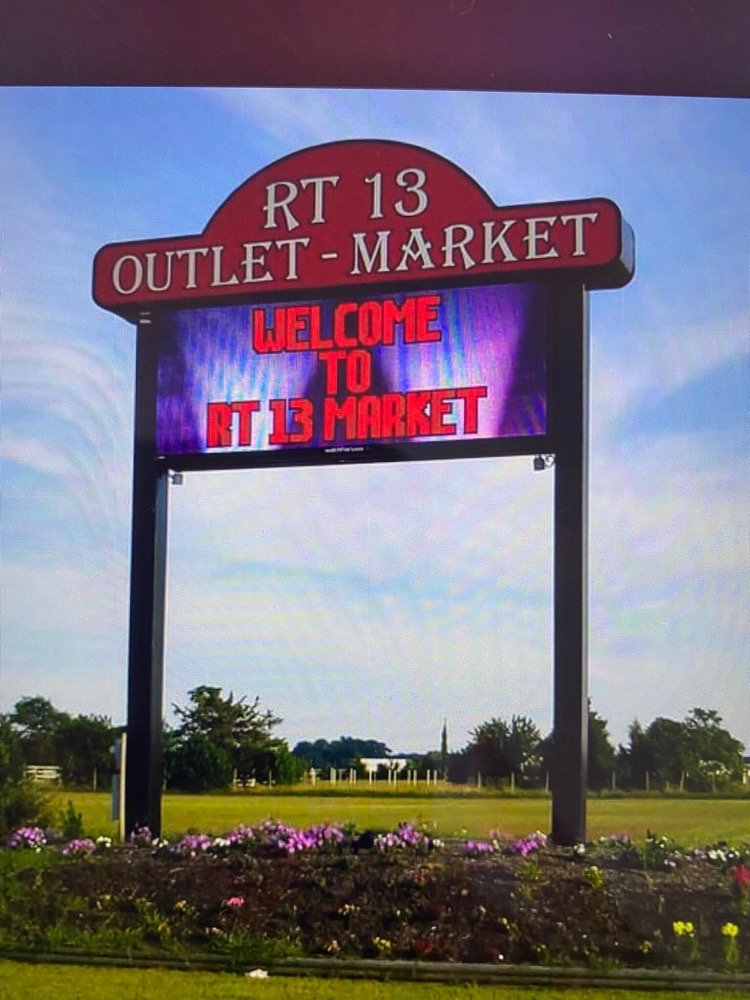 RT 13
OUTLET - MARKET
WELCOME
TO
RT 13 MARKET